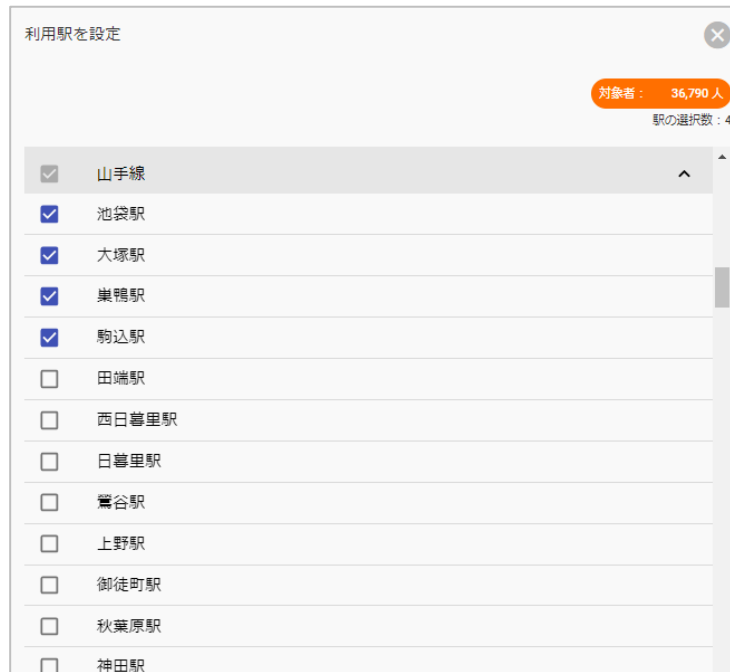 利用駅を設定
対象者： 36,790 人
駅の選択数：4
山手線
池袋駅
大塚駅
巣鴨駅
駒込駅
田端駅
西日暮里駅
日暮里駅
鶯谷駅
上野駅
御徒町駅
秋葉原駅
神田駅